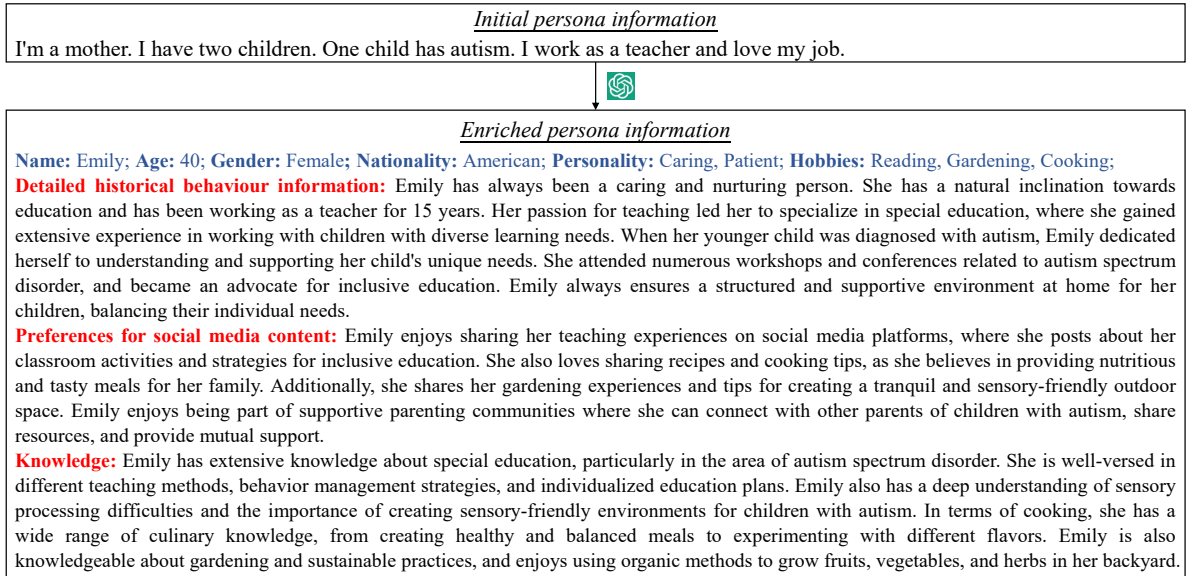 Initial persona information
I'm a mother. I have two children. One child has autism. I work as a teacher and love my job.
Enriched persona information
Name: Emily; Age: 40; Gender: Female; Nationality: American; Personality: Caring, Patient; Hobbies: Reading, Gardening, Cooking;
Detailed historical behaviour information: Emily has always been a caring and nurturing person. She has a natural inclination towards
education and has been working as a teacher for 15 years. Her passion for teaching led her to specialize in special education, where she gained
extensive experience in working with children with diverse learning needs. When her younger child was diagnosed with autism, Emily dedicated
herself to understanding and supporting her child's unique needs. She attended numerous workshops and conferences related to autism spectrum
disorder, and became an advocate for inclusive education. Emily always ensures a structured and supportive environment at home for her
children, balancing their individual needs.
Preferences for social media content: Emily enjoys sharing her teaching experiences on social media platforms, where she posts about her
classroom activities and strategies for inclusive education. She also loves sharing recipes and cooking tips, as she believes in providing nutritious
and tasty meals for her family. Additionally, she shares her gardening experiences and tips for creating a tranquil and sensory-friendly outdoor
space. Emily enjoys being part of supportive parenting communities where she can connect with other parents of children with autism, share
resources, and provide mutual support.
Knowledge: Emily has extensive knowledge about special education, particularly in the area of autism spectrum disorder. She is well-versed in
different teaching methods, behavior management strategies, and individualized education plans. Emily also has a deep understanding of sensory
processing difficulties and the importance of creating sensory-friendly environments for children with autism. In terms of cooking, she has a
wide range of culinary knowledge, from creating healthy and balanced meals to experimenting with different flavors. Emily is also
knowledgeable about gardening and sustainable practices, and enjoys using organic methods to grow fruits, vegetables, and herbs in her backyard.